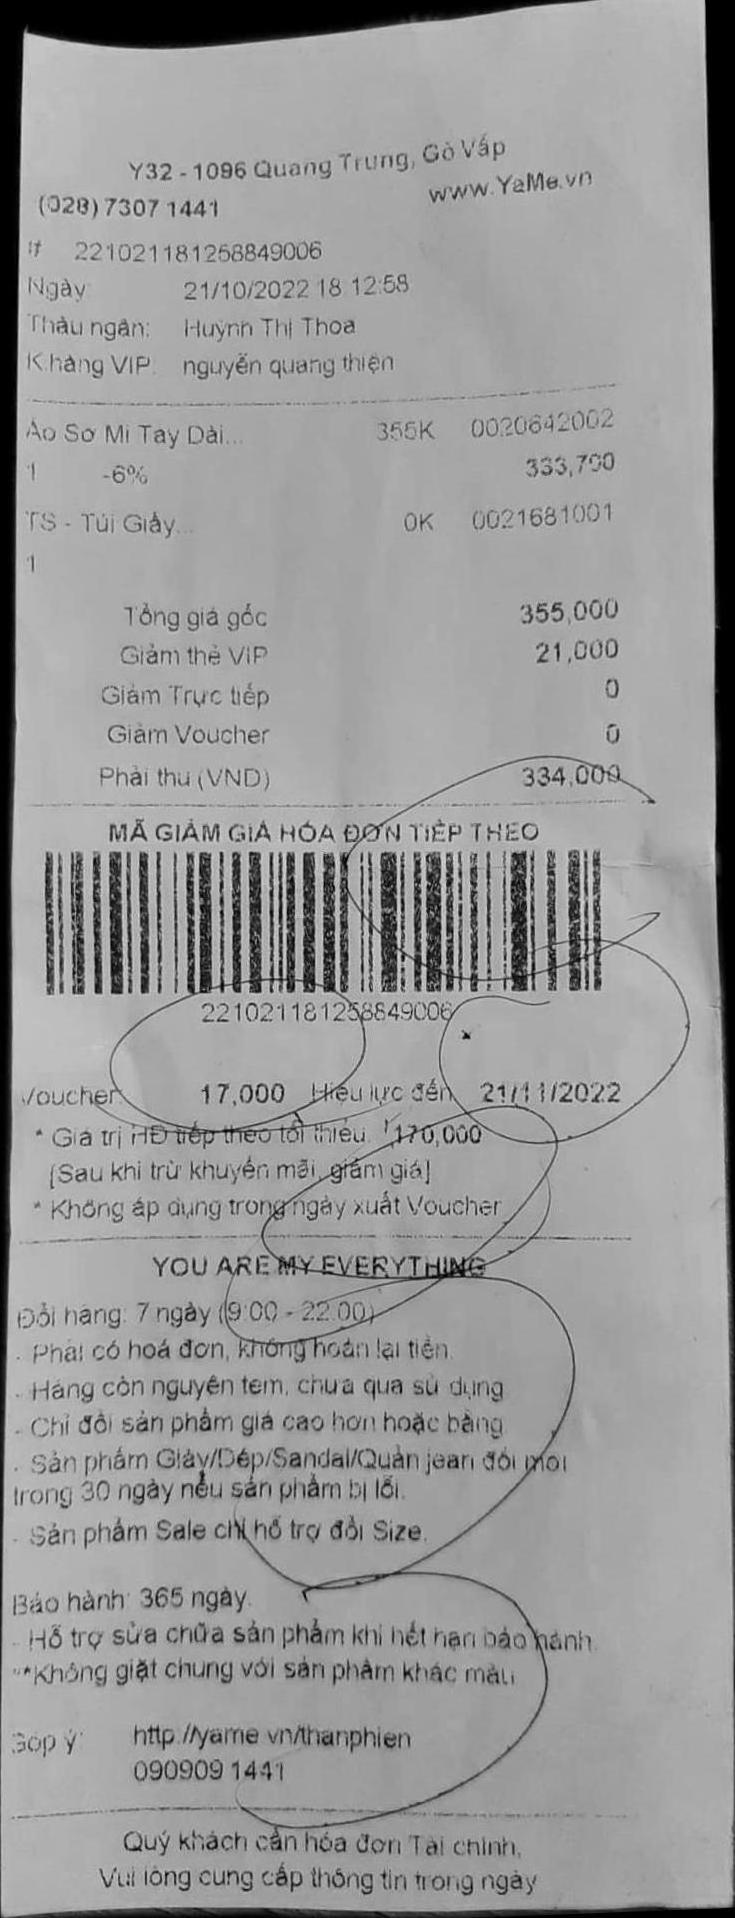 Y32 - 1096 Quang Trung, Gò Vấp
(028) 7307 1441 www.YaMe.vn
# 221021181258849006
Ngày 21/10/2022 18:12:58
Thâu ngân: Huỳnh Thị Thoa
K.hàng VIP: nguyễn quang thiện
Áo Sơ Mi Tay Dài... 355K 0020642002
1 -6% 333,700
TS - Túi Giấy... 0K 0021681001
1
Tổng giá gốc 355,000
Giảm thẻ VIP 21,000
Giảm Trực tiếp 0
Giảm Voucher 0
Phải thu (VND) 334,000
MÃ GIẢM GIÁ HÓA ĐƠN TIẾP THEO
221021181258849006
Voucher: 17,000 Hiệu lực đến 21/11/2022
* Giá trị HĐ tiếp theo tối thiểu: 170,000
[Sau khi trừ khuyến mãi, giảm giá]
* Không áp dụng trong ngày xuất Voucher
YOU ARE MY EVERYTHING
Đổi hàng: 7 ngày (9:00 - 22:00)
- Phải có hoá đơn, không hoàn lại tiền.
- Hàng còn nguyên tem, chưa qua sử dụng
- Chỉ đổi sản phẩm giá cao hơn hoặc bằng
- Sản phẩm Giày/Dép/Sandal/Quần jean đổi mới
trong 30 ngày nếu sản phẩm bị lỗi.
- Sản phẩm Sale chỉ hỗ trợ đổi Size.
Bảo hành: 365 ngày.
- Hỗ trợ sửa chữa sản phẩm khi hết hạn bảo hành.
**Không giặt chung với sản phẩm khác màu
Góp ý: http://yame.vn/thanphien
090909 1441
Quý khách cần hóa đơn Tài chính,
Vui lòng cung cấp thông tin trong ngày